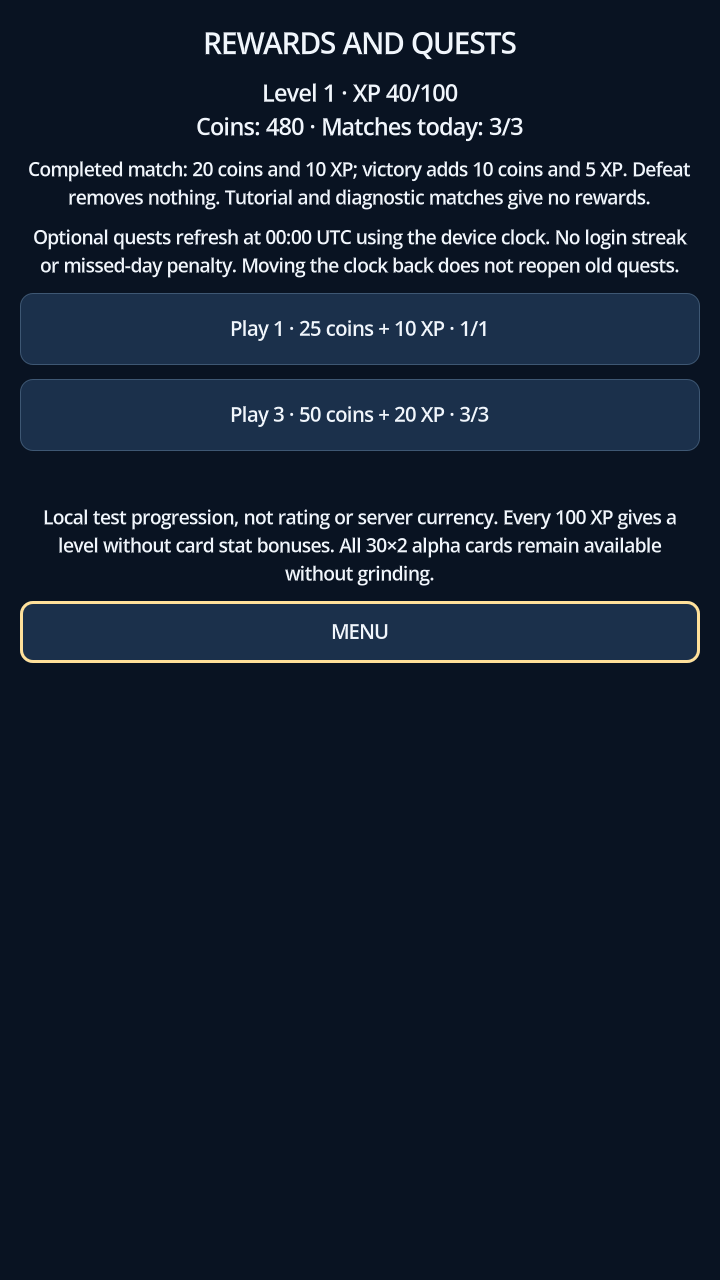 REWARDS AND QUESTS
Level 1 · XP 40/100
Coins: 480 · Matches today: 3/3
Completed match: 20 coins and 10 XP; victory adds 10 coins and 5 XP. Defeat
removes nothing. Tutorial and diagnostic matches give no rewards.
Optional quests refresh at 00:00 UTC using the device clock. No login streak
or missed-day penalty. Moving the clock back does not reopen old quests.
Play 1 · 25 coins + 10 XP · 1/1
Play 3 · 50 coins + 20 XP · 3/3
Local test progression, not rating or server currency. Every 100 XP gives a
level without card stat bonuses. All 30×2 alpha cards remain available
without grinding.
MENU